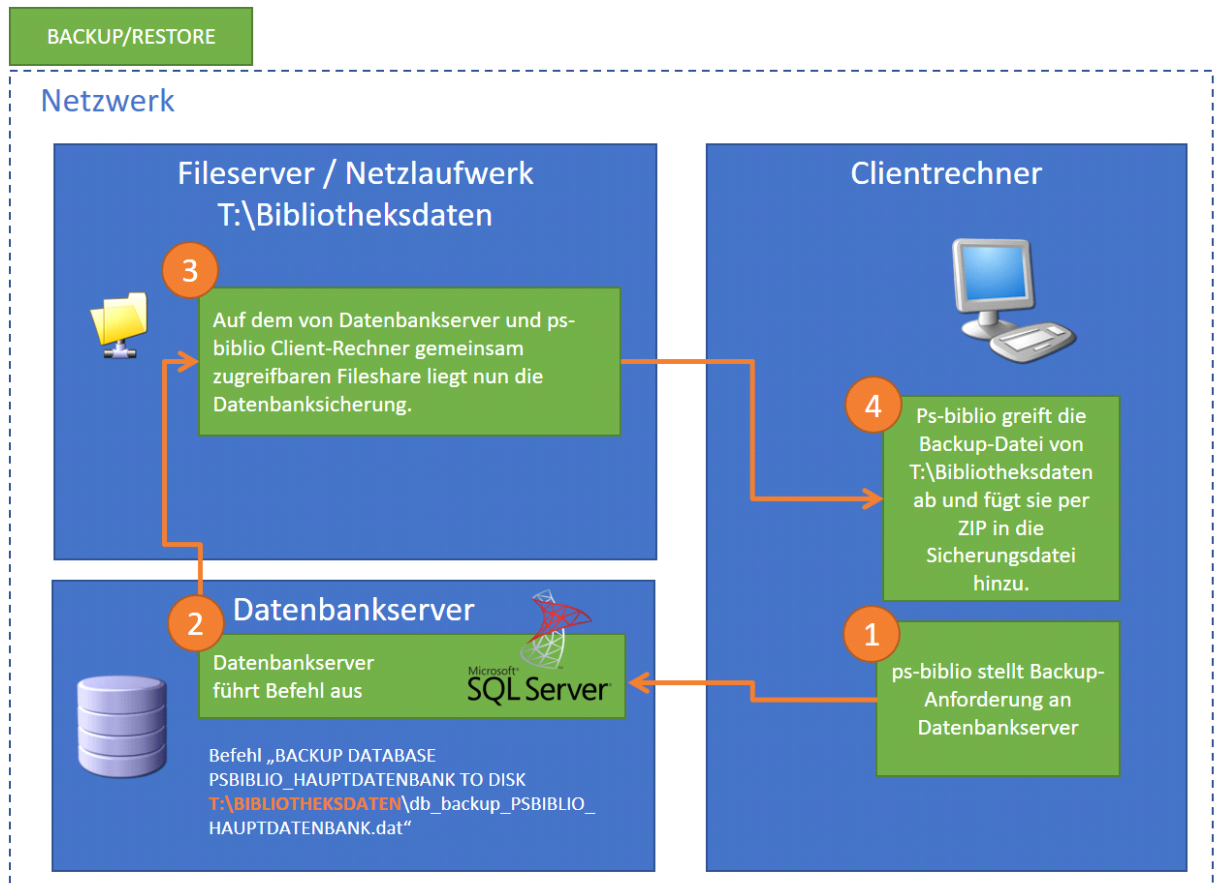 BACKUP/RESTORE
Netzwerk
Fileserver / Netzlaufwerk
T:\Bibliotheksdaten
3
Auf dem von Datenbankserver und ps-
biblio Client-Rechner gemeinsam
zugreifbaren Fileshare liegt nun die
Datenbanksicherung.
2
Datenbankserver
Datenbankserver
führt Befehl aus
Microsoft®
SQL Server®
Befehl „BACKUP DATABASE
PSBIBLIO_HAUPTDATENBANK TO DISK
T:\BIBLIOTHEKSDATEN\db_backup_PSBIBLIO_
HAUPTDATENBANK.dat“
Clientrechner
4
Ps-biblio greift die
Backup-Datei von
T:\Bibliotheksdaten
ab und fügt sie per
ZIP in die
Sicherungsdatei
hinzu.
1
ps-biblio stellt Backup-
Anforderung an
Datenbankserver